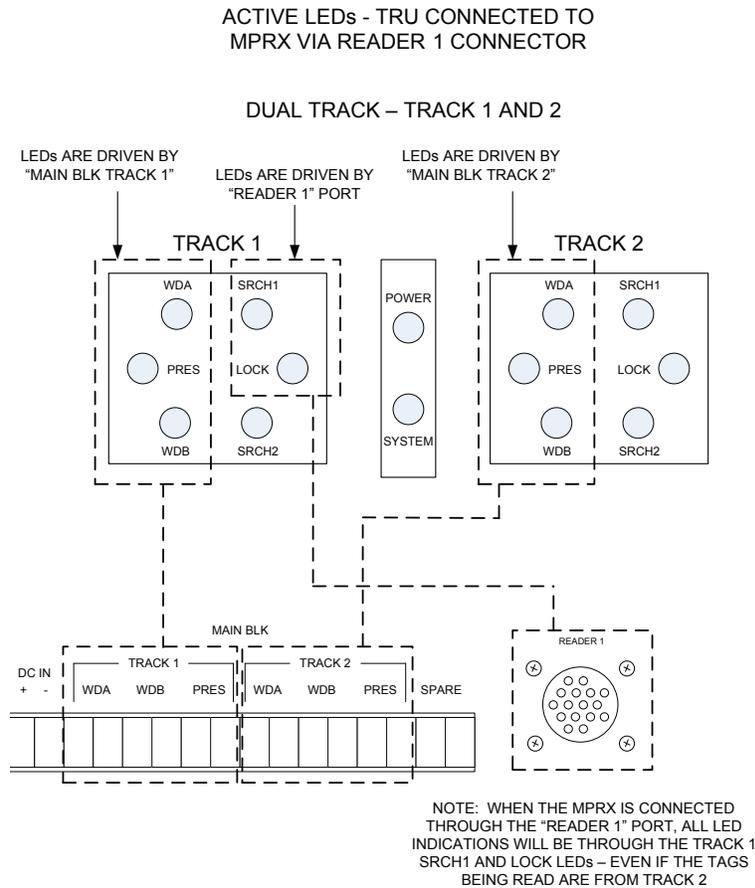 ACTIVE LEDs - TRU CONNECTED TO
MPRX VIA READER 1 CONNECTOR
DUAL TRACK – TRACK 1 AND 2
LEDs ARE DRIVEN BY
“MAIN BLK TRACK 1”
LEDs ARE DRIVEN BY
“READER 1” PORT
LEDs ARE DRIVEN BY
“MAIN BLK TRACK 2”
TRACK 1
WDA
SRCH1
PRES
LOCK
WDB
SRCH2
POWER
SYSTEM
TRACK 2
WDA
SRCH1
PRES
LOCK
WDB
SRCH2
MAIN BLK
DC IN
+ -
TRACK 1
WDA WDB PRES
TRACK 2
WDA WDB PRES
SPARE
READER 1
NOTE: WHEN THE MPRX IS CONNECTED
THROUGH THE “READER 1” PORT, ALL LED
INDICATIONS WILL BE THROUGH THE TRACK 1
SRCH1 AND LOCK LEDs – EVEN IF THE TAGS
BEING READ ARE FROM TRACK 2